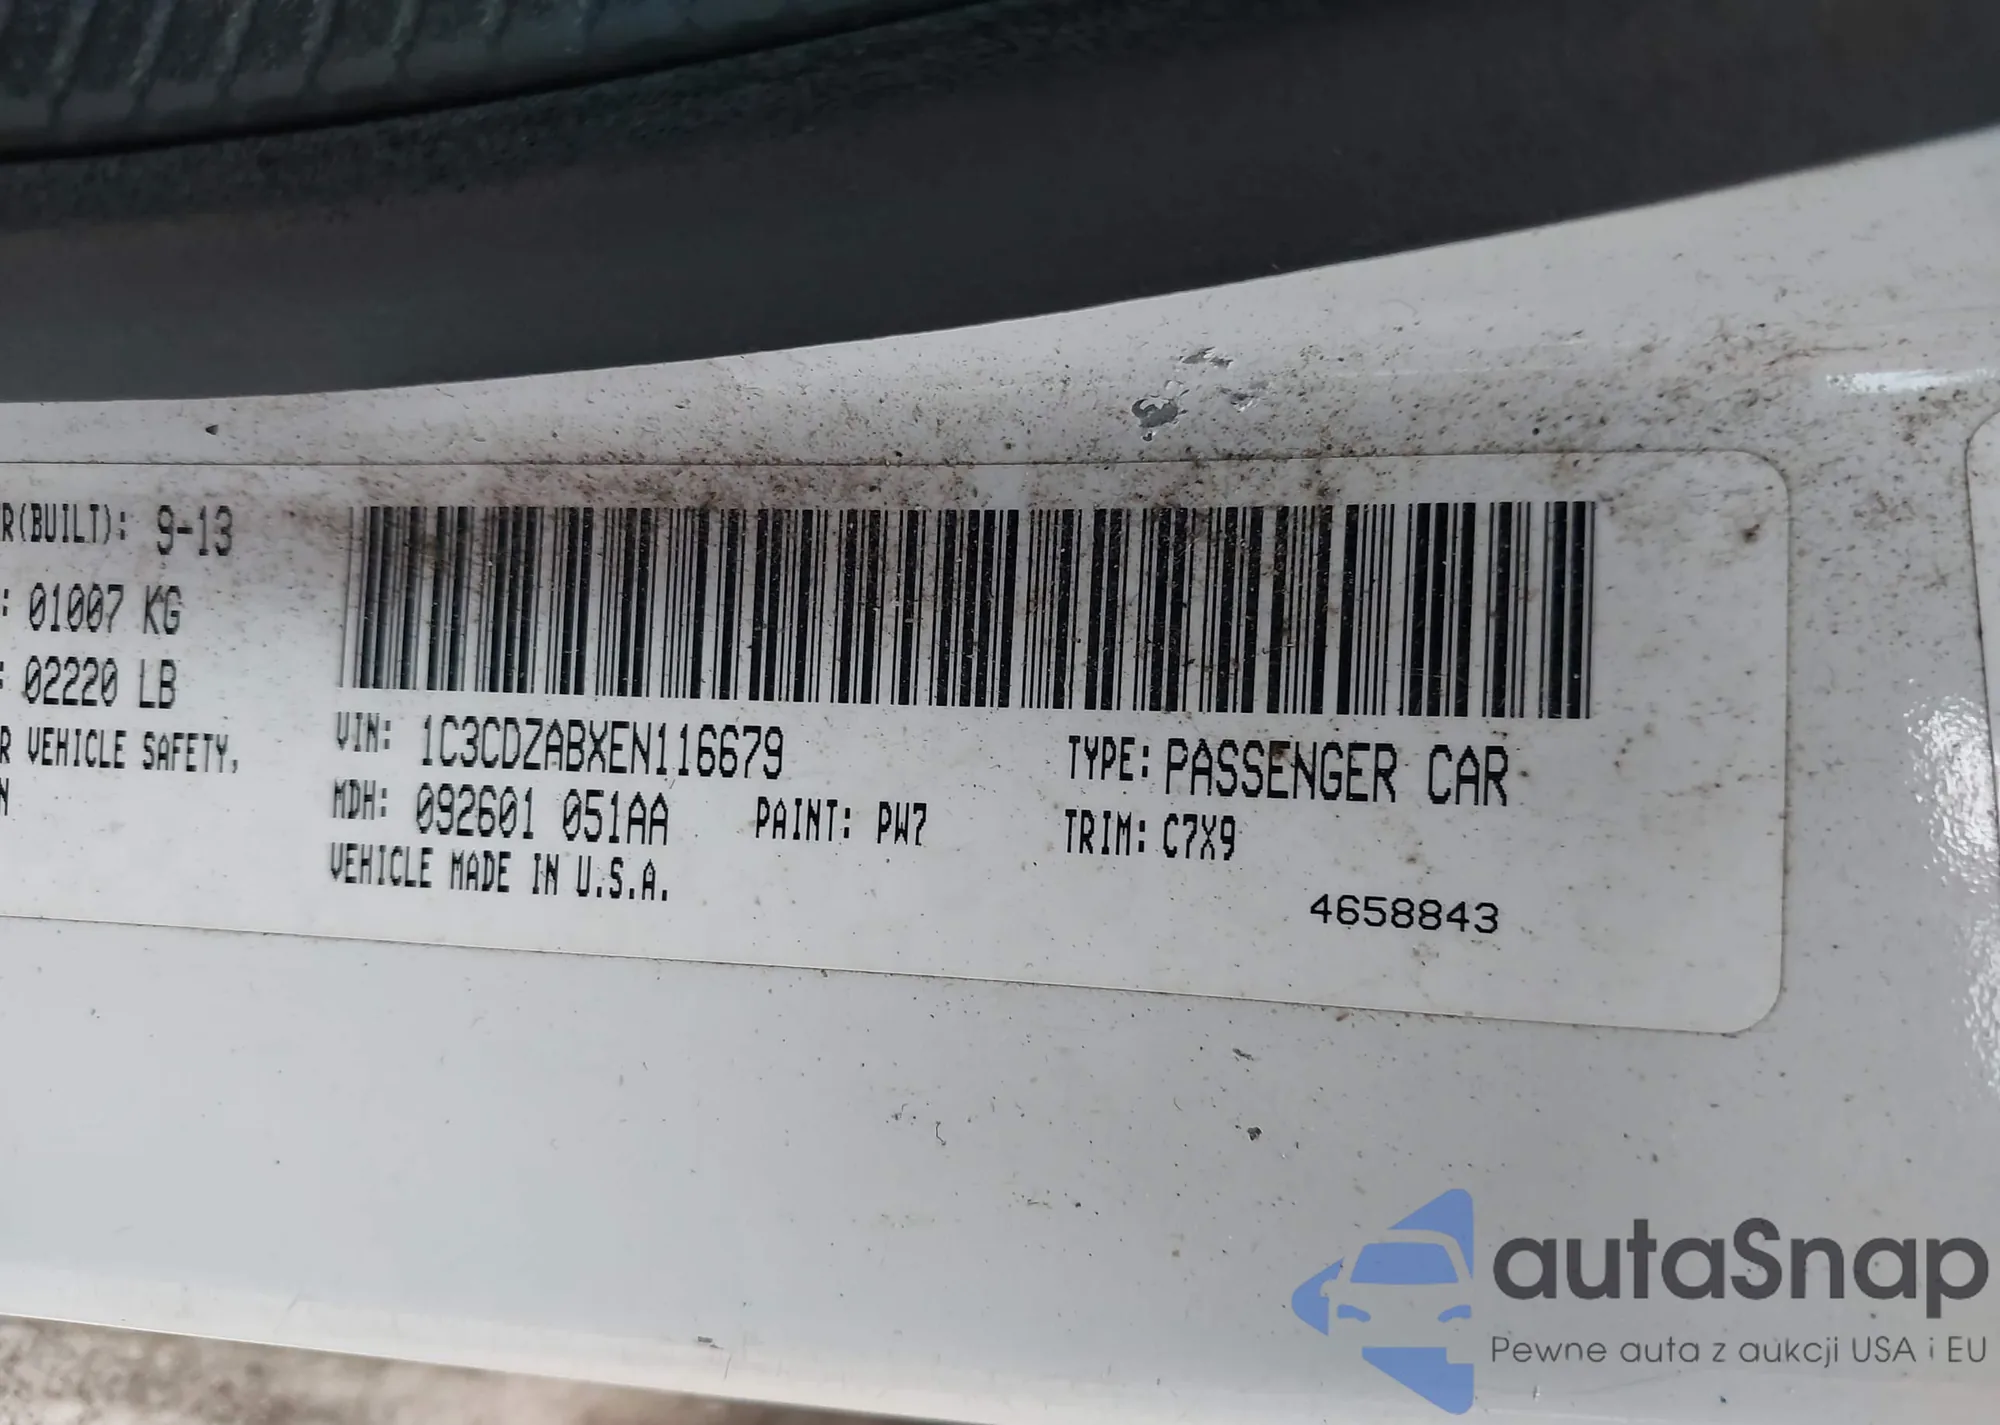 R(BUILT): 9-13
: 01007 KG
: 02220 LB
R VEHICLE SAFETY,
N
VIN: 1C3CDZABXEN116679
TYPE: PASSENGER CAR
MDH: 092601 051AA
PAINT: PW7
TRIM: C7X9
VEHICLE MADE IN U.S.A.
4658843
autaSnap
Pewne auta z aukcji USA i EU